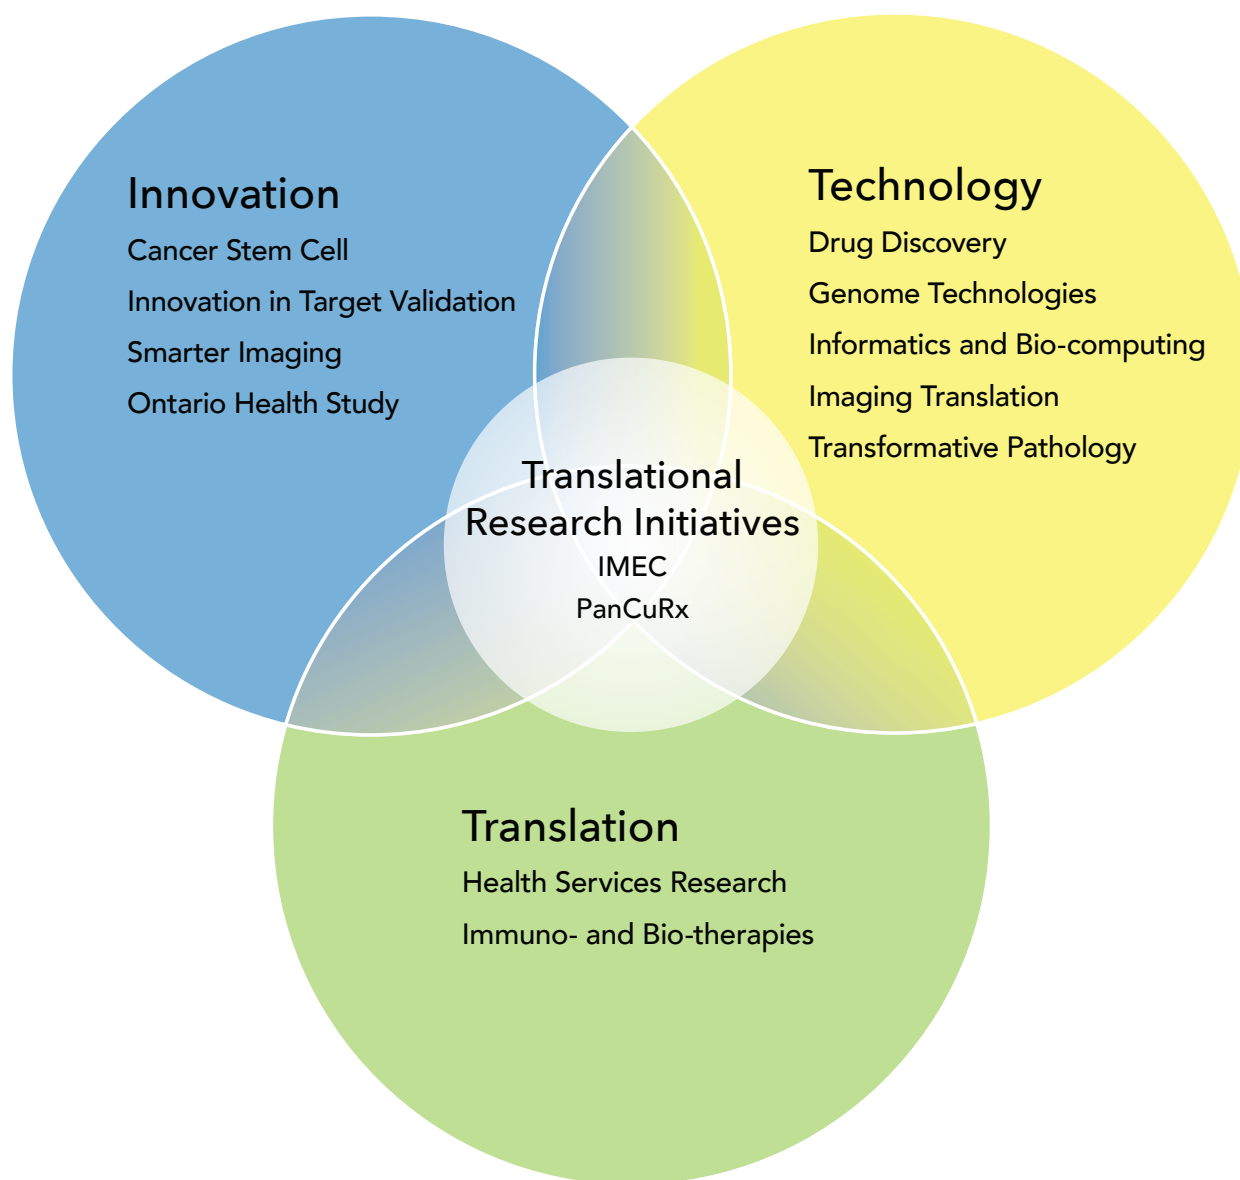 Innovation
Cancer Stem Cell
Innovation in Target Validation
Smarter Imaging
Ontario Health Study
Technology
Drug Discovery
Genome Technologies
Informatics and Bio-computing
Imaging Translation
Transformative Pathology
Translational
Research Initiatives
IMEC
PanCuRx
Translation
Health Services Research
Immuno- and Bio-therapies